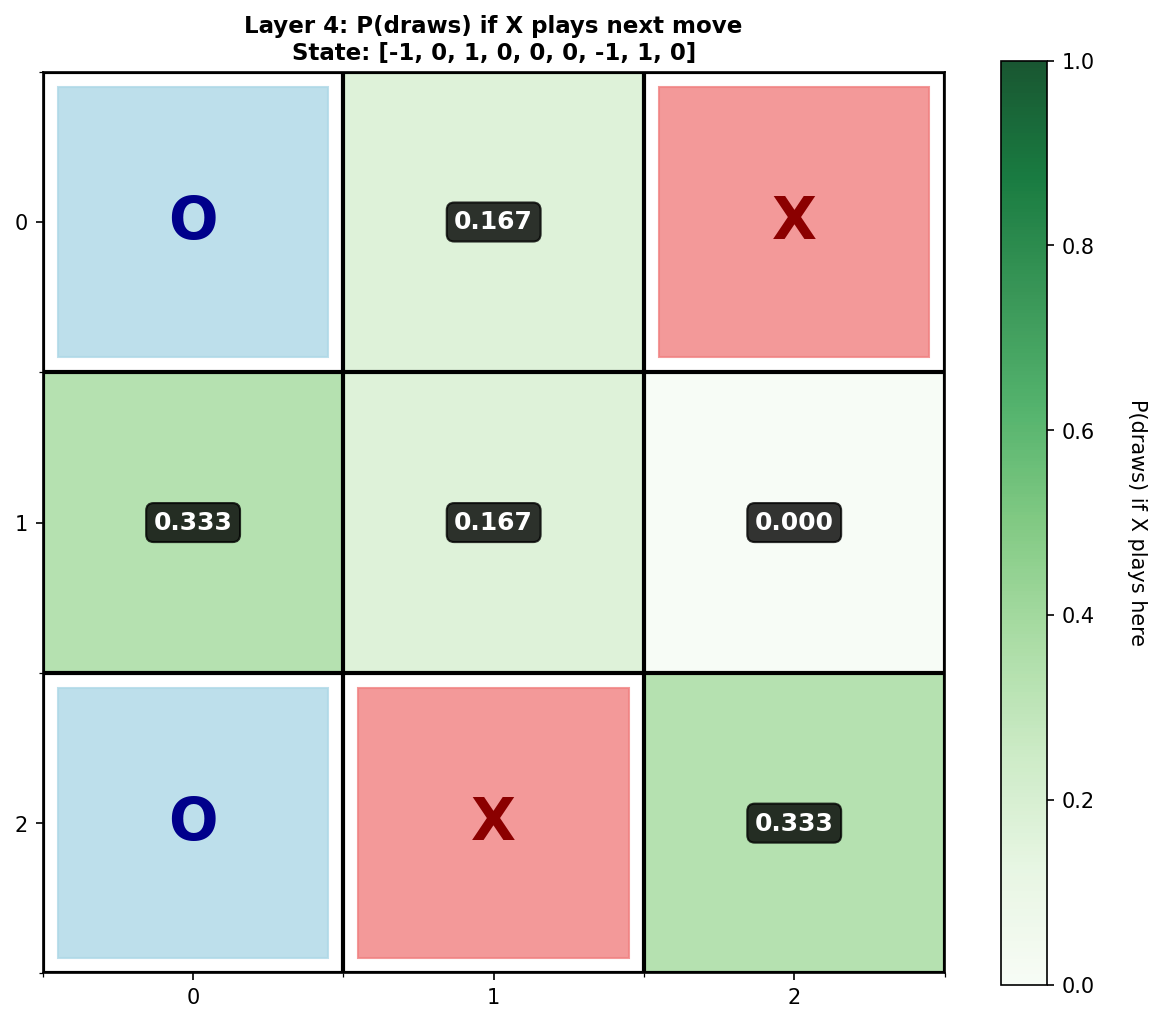 Layer 4: P(draws) if X plays next move
State: [-1, 0, 1, 0, 0, 0, -1, 1, 0]
O
0.167
X
0.333
0.167
0.000
O
X
0.333
0
1
2
0
1
2
1.0
0.8
0.6
0.4
0.2
0.0
P(draws) if X plays here